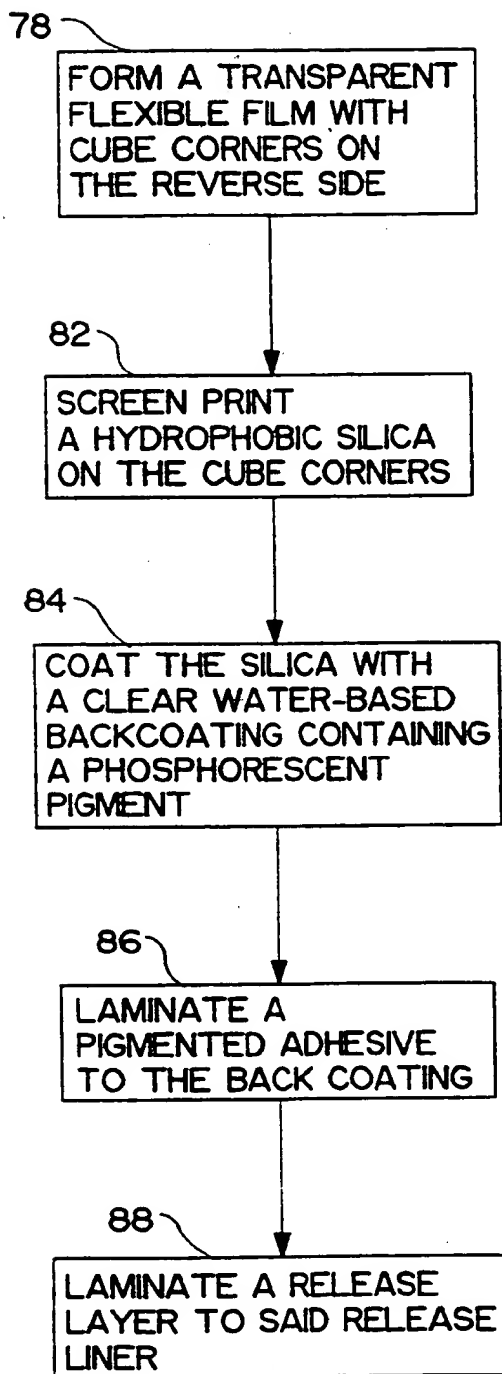 78
FORM A TRANSPARENT
FLEXIBLE FILM WITH
CUBE CORNERS ON
THE REVERSE SIDE
82
SCREEN PRINT
A HYDROPHOBIC SILICA
ON THE CUBE CORNERS
84
COAT THE SILICA WITH
A CLEAR WATER-BASED
BACKCOATING CONTAINING
A PHOSPHORESCENT
PIGMENT
86
LAMINATE A
PIGMENTED ADHESIVE
TO THE BACK COATING
88
LAMINATE A RELEASE
LAYER TO SAID RELEASE
LINER